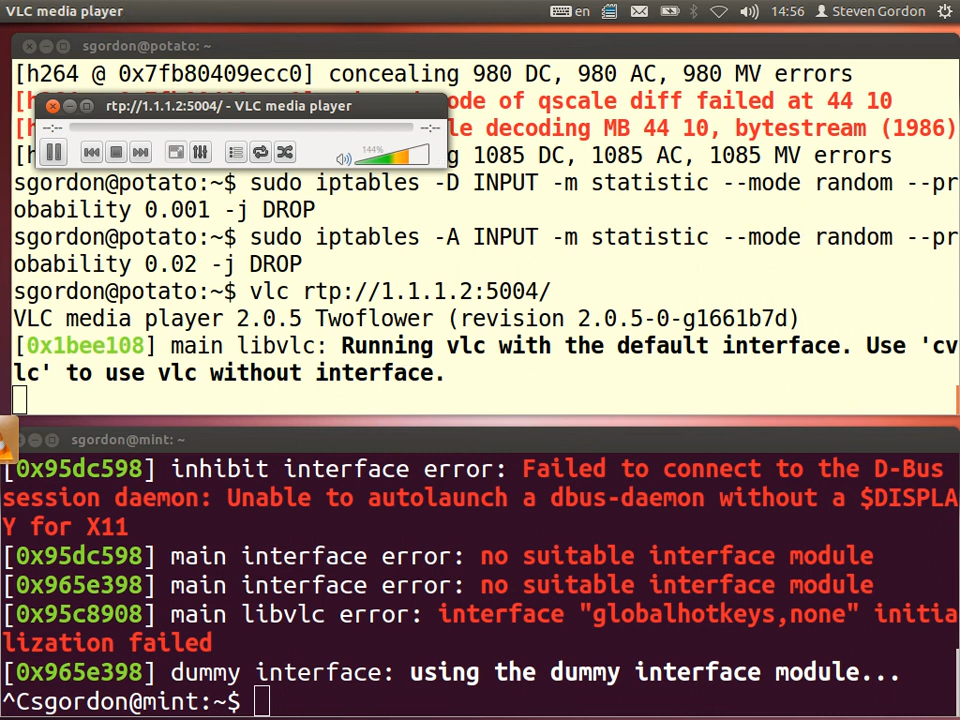 VLC media player
en
14:56
Steven Gordon
sgordon@potato: ~
[h264 @ 0x7fb80409ecc0] concealing 980 DC, 980 AC, 980 MV errors
[ ode of qscale diff failed at 44 10
[ le decoding MB 44 10, bytestream (1986)
[h g 1085 DC, 1085 AC, 1085 MV errors
rtp://1.1.1.2:5004/ - VLC media player
--:-- --:--
144%
sgordon@potato:~$ sudo iptables -D INPUT -m statistic --mode random --pr
obability 0.001 -j DROP
sgordon@potato:~$ sudo iptables -A INPUT -m statistic --mode random --pr
obability 0.02 -j DROP
sgordon@potato:~$ vlc rtp://1.1.1.2:5004/
VLC media player 2.0.5 Twoflower (revision 2.0.5-0-g1661b7d)
[0x1bee108] main libvlc: Running vlc with the default interface. Use 'cv
lc' to use vlc without interface.
sgordon@mint: ~
[0x95dc598] inhibit interface error: Failed to connect to the D-Bus
session daemon: Unable to autolaunch a dbus-daemon without a $DISPLA
Y for X11
[0x95dc598] main interface error: no suitable interface module
[0x965e398] main interface error: no suitable interface module
[0x95c8908] main libvlc error: interface "globalhotkeys,none" initia
lization failed
[0x965e398] dummy interface: using the dummy interface module...
^Csgordon@mint:~$